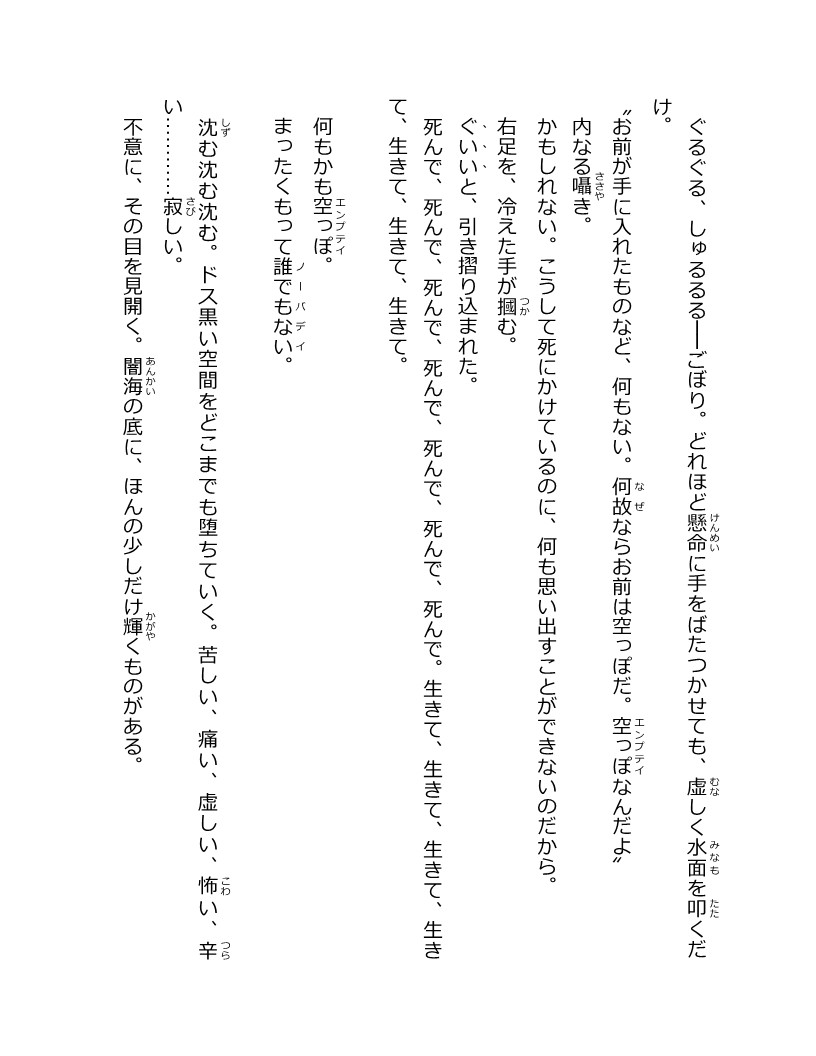 ぐるぐる、しゅるるる――ごぼり。どれほど懸命に手をばたつかせても、虚しく水面を叩くだ
け。
〝お前が手に入れたものなど、何もない。何故ならお前は空っぽだ。空っぽなんだよ〟
内なる囁き。
かもしれない。こうして死にかけているのに、何も思い出すことができないのだから。
右足を、冷えた手が摑む。
ぐいいと、引き摺り込まれた。
死んで、死んで、死んで、死んで、死んで、死んで、死んで。生きて、生きて、生きて、生き
て、生きて、生きて、生きて。
何もかも空っぽ。
まったくもって誰でもない。
沈む沈む沈む。ドス黒い空間をどこまでも堕ちていく。苦しい、痛い、虚しい、怖い、辛
い…………寂しい。
不意に、その目を見開く。闇海の底に、ほんの少しだけ輝くものがある。